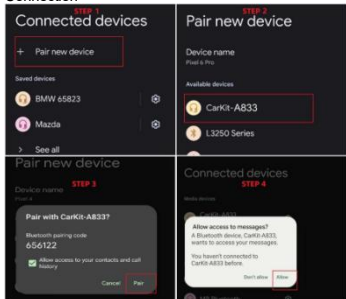 Connection
STEP 1
Connected devices
+ Pair new device
Saved devices
BMW 65823
Mazda
> See all
STEP 2
Pair new device
Device name
Pixel 6 Pro
Available devices
CarKit-A833
L3250 Series
Pair new device
Device name
STEP 3
Pixel 4
Pair with CarKit-A833?
Bluetooth pairing code
656122
Allow access to your contacts and call
history
Cancel
Pair
Connected devices
STEP 4
Media devices
Allow access to messages?
A Bluetooth device, CarKit-A833,
wants to access your messages.
You haven't connected to
CarKit-A833 before.
Don't allow
Allow